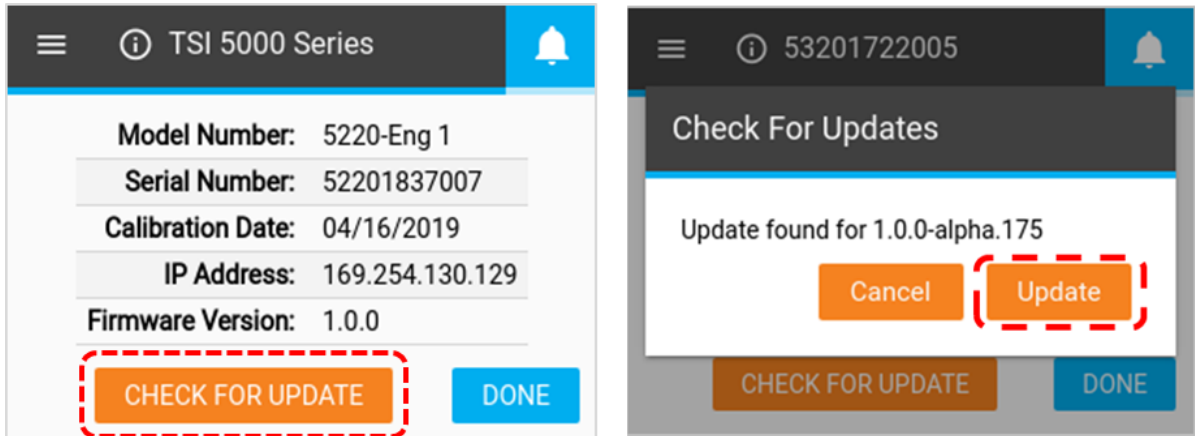 TSI 5000 Series
Model Number: 5220-Eng 1
Serial Number: 52201837007
Calibration Date: 04/16/2019
IP Address: 169.254.130.129
Firmware Version: 1.0.0
CHECK FOR UPDATE DONE
53201722005
Check For Updates
Update found for 1.0.0-alpha.175
Cancel Update
CHECK FOR UPDATE DONE